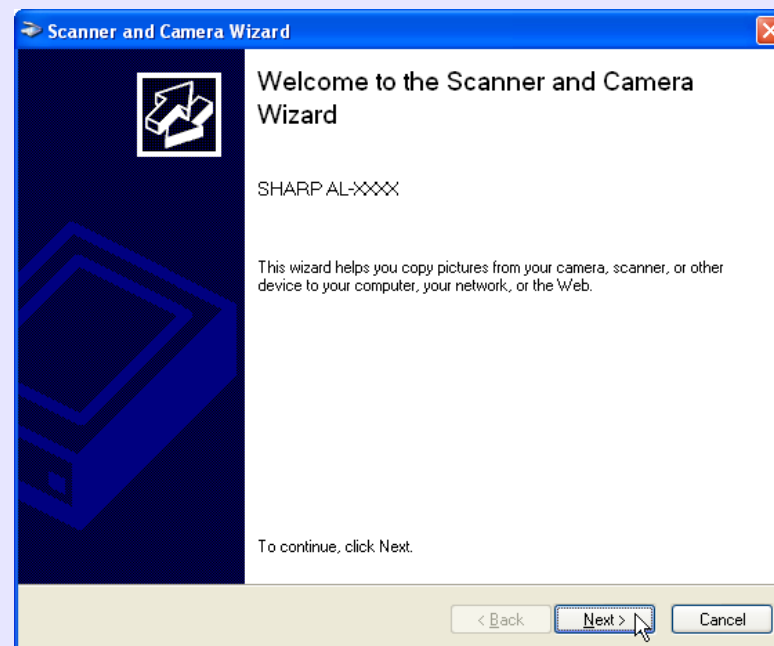 Scanner and Camera Wizard
Welcome to the Scanner and Camera
Wizard
SHARP AL-XXXX
This wizard helps you copy pictures from your camera, scanner, or other
device to your computer, your network, or the Web.
To continue, click Next.
< Back Next > Cancel